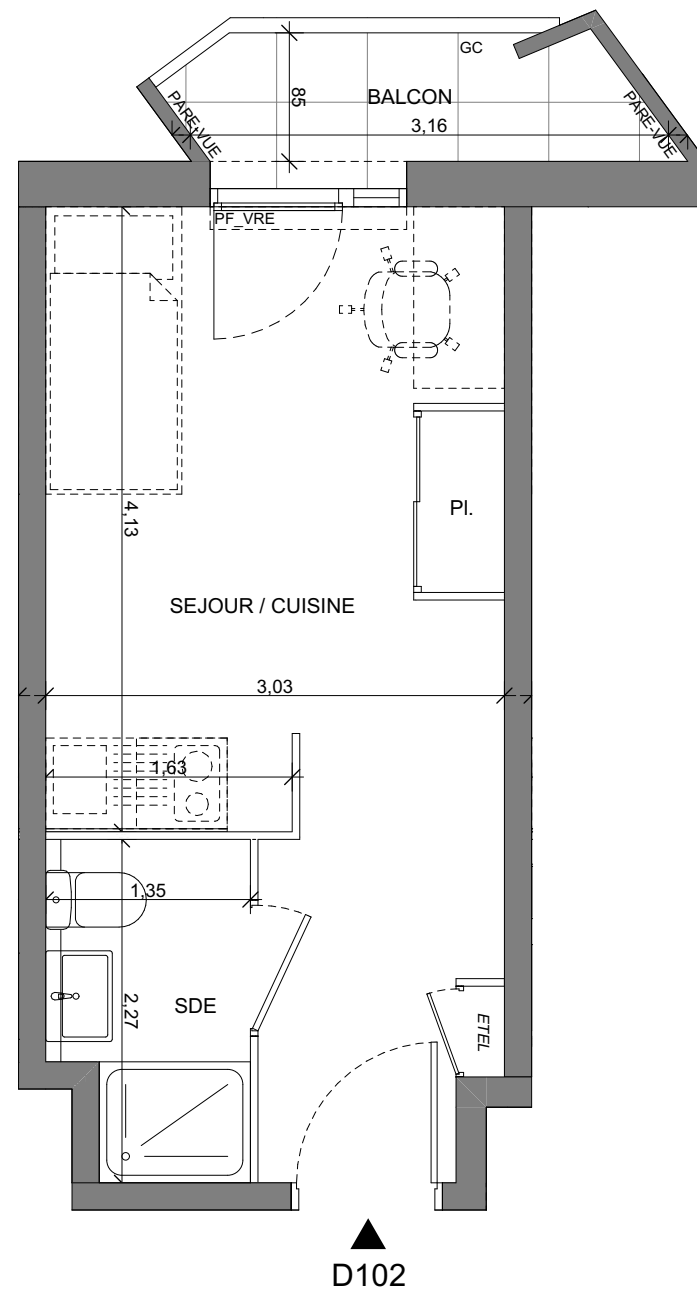 GC
BALCON
85
3,16
PARE-VUE
PARE-VUE
PF_VRE
4,13
Pl.
SEJOUR / CUISINE
3,03
1,63
1,35
2,27
SDE
ETEL
D102